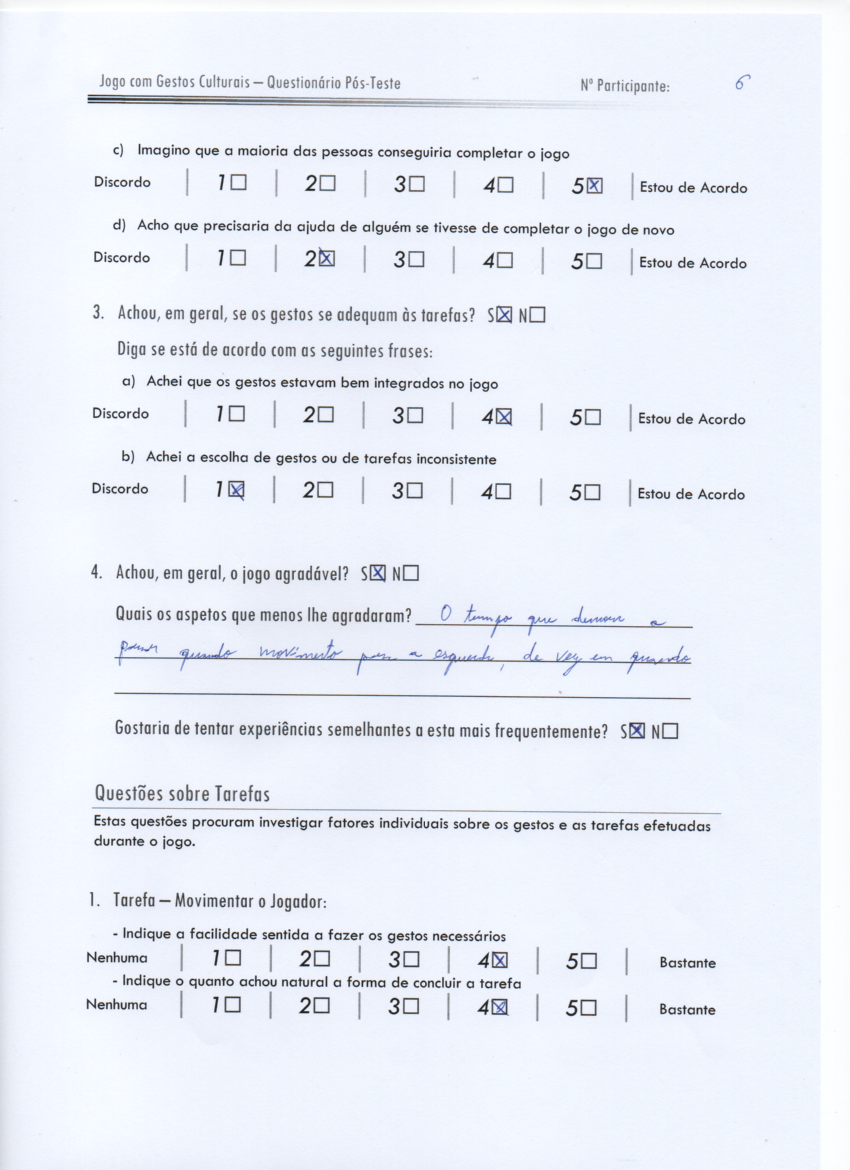 Jogo com Gestos Culturais – Questionário Pós-Teste Nº Participante: 6
c) Imagino que a maioria das pessoas conseguiria completar o jogo
Discordo | 1☐ | 2☐ | 3☐ | 4☐ | 5☒ | Estou de Acordo
d) Acho que precisaria da ajuda de alguém se tivesse de completar o jogo de novo
Discordo | 1☐ | 2☒ | 3☐ | 4☐ | 5☐ | Estou de Acordo
3. Achou, em geral, se os gestos se adequam às tarefas? S☒ N☐
Diga se está de acordo com as seguintes frases:
a) Achei que os gestos estavam bem integrados no jogo
Discordo | 1☐ | 2☐ | 3☐ | 4☒ | 5☐ | Estou de Acordo
b) Achei a escolha de gestos ou de tarefas inconsistente
Discordo | 1☒ | 2☐ | 3☐ | 4☐ | 5☐ | Estou de Acordo
4. Achou, em geral, o jogo agradável? S☒ N☐
Quais os aspetos que menos lhe agradaram? O tempo que a
quando movimento para a esquerda, de vez em quando
Gostaria de tentar experiências semelhantes a esta mais frequentemente? S☒ N☐
Questões sobre Tarefas
Estas questões procuram investigar fatores individuais sobre os gestos e as tarefas efetuadas
durante o jogo.
1. Tarefa – Movimentar o Jogador:
- Indique a facilidade sentida a fazer os gestos necessários
Nenhuma | 1☐ | 2☐ | 3☐ | 4☒ | 5☐ | Bastante
- Indique o quanto achou natural a forma de concluir a tarefa
Nenhuma | 1☐ | 2☐ | 3☐ | 4☒ | 5☐ | Bastante